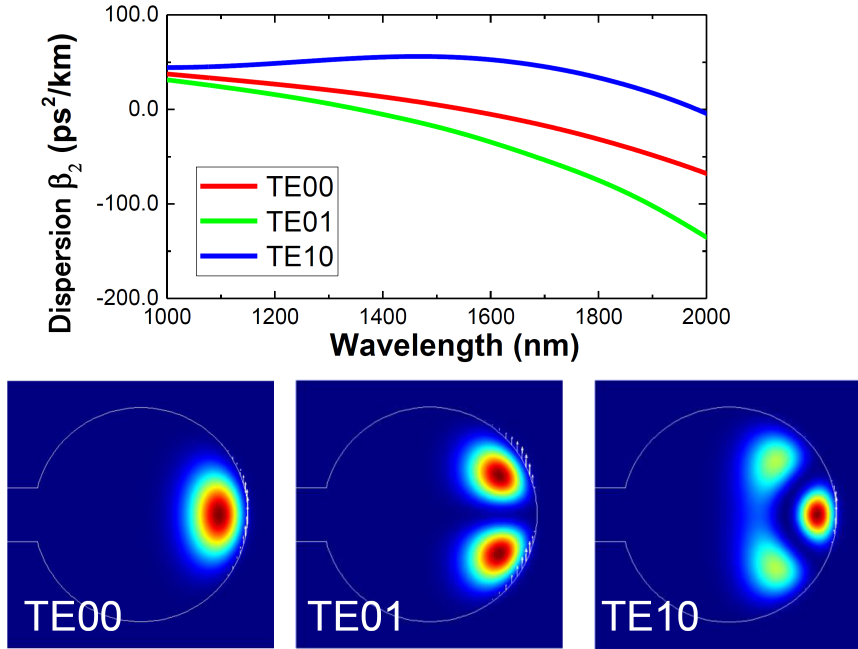 100.0
0.0
-100.0
-200.0
Dispersion β2 (ps2/km)
TE00
TE01
TE10
1000 1200 1400 1600 1800 2000
Wavelength (nm)
TE00 TE01 TE10